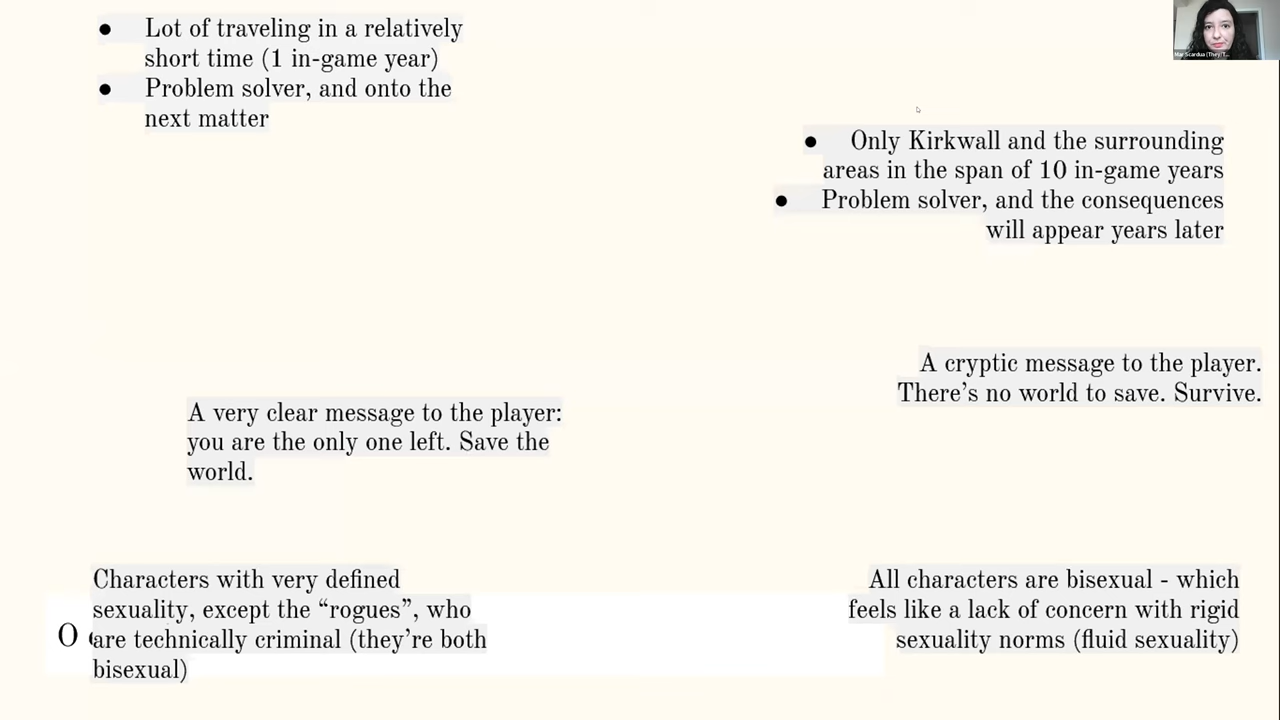 ● Lot of traveling in a relatively
short time (1 in-game year)
● Problem solver, and onto the
next matter
Mar Scardua (They/T...
● Only Kirkwall and the surrounding
areas in the span of 10 in-game years
● Problem solver, and the consequences
will appear years later
A cryptic message to the player.
There's no world to save. Survive.
A very clear message to the player:
you are the only one left. Save the
world.
Characters with very defined
sexuality, except the “rogues”, who
O are technically criminal (they're both
bisexual)
All characters are bisexual - which
feels like a lack of concern with rigid
sexuality norms (fluid sexuality)